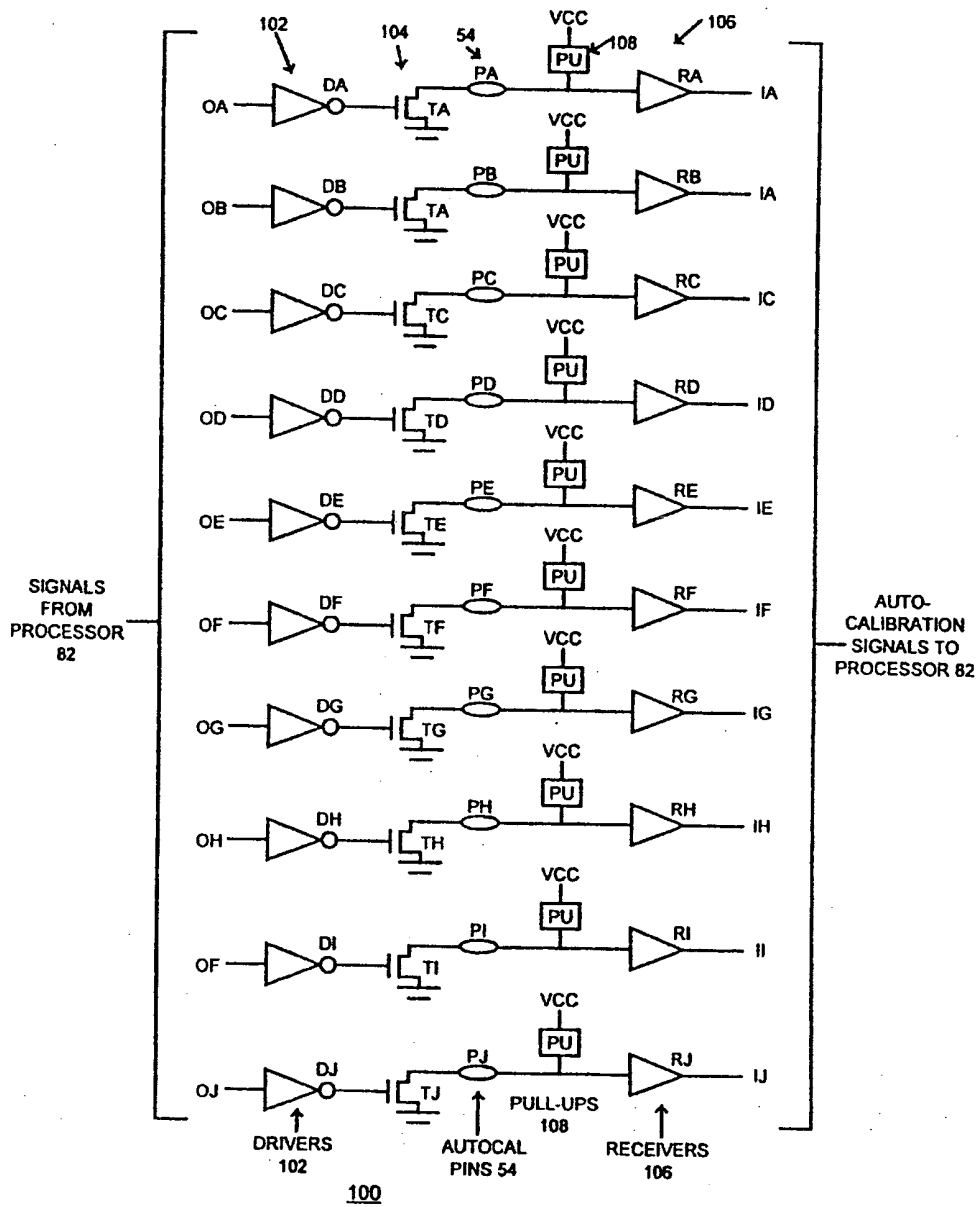 102 104 54 VCC 108 106
PU
OA DA TA PA RA IA
VCC
PU
OB DB TA PB RB IA
VCC
PU
OC DC TC PC RC IC
VCC
PU
OD DD TD PD RD ID
VCC
PU
OE DE TE PE RE IE
VCC
PU
OF DF TF PF RF IF
SIGNALS
FROM
PROCESSOR
82
AUTO-
CALIBRATION
SIGNALS TO
PROCESSOR 82
VCC
PU
OG DG TG PG RG IG
VCC
PU
OH DH TH PH RH IH
VCC
PU
OF DI TI PI RI II
VCC
PU
OJ DJ TJ PJ RJ IJ
DRIVERS
102
AUTOCAL
PINS 54
PULL-UPS
108
RECEIVERS
106
100